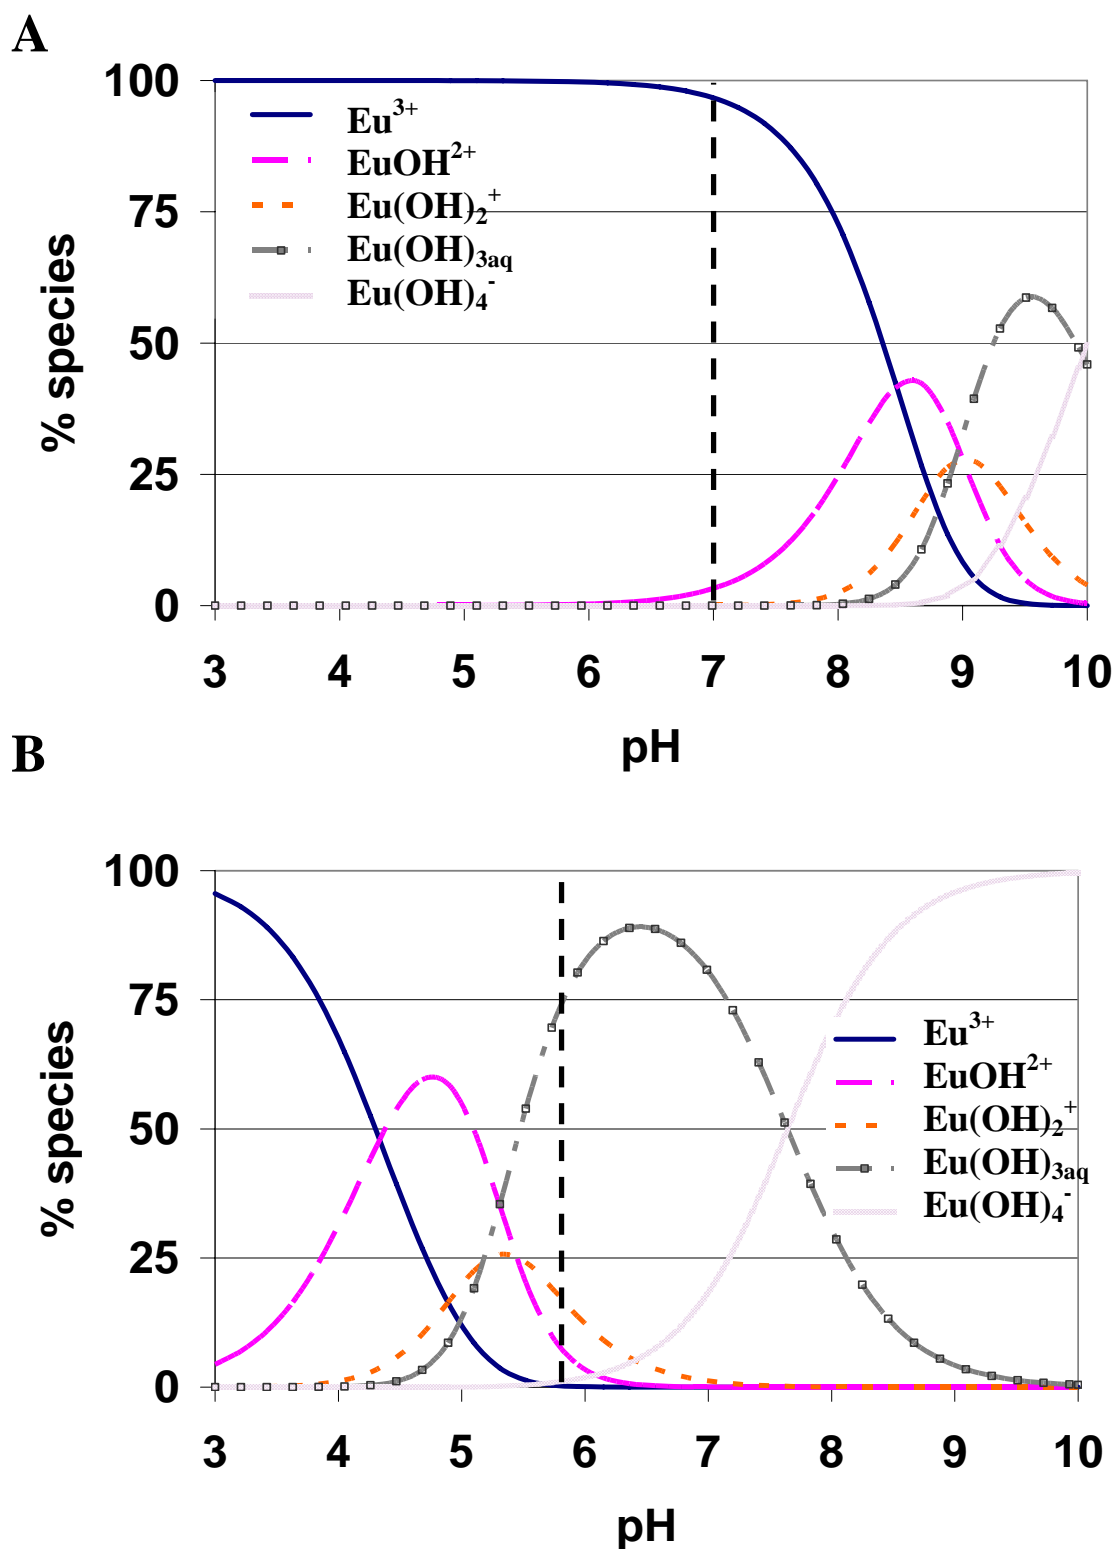 A
100
75
50
25
0
% species
Eu³⁺
EuOH²⁺
Eu(OH)₂⁺
Eu(OH)₃aq
Eu(OH)₄⁻
3 4 5 6 7 8 9 10
pH
B
100
75
50
25
0
% species
Eu³⁺
EuOH²⁺
Eu(OH)₂⁺
Eu(OH)₃aq
Eu(OH)₄⁻
3 4 5 6 7 8 9 10
pH